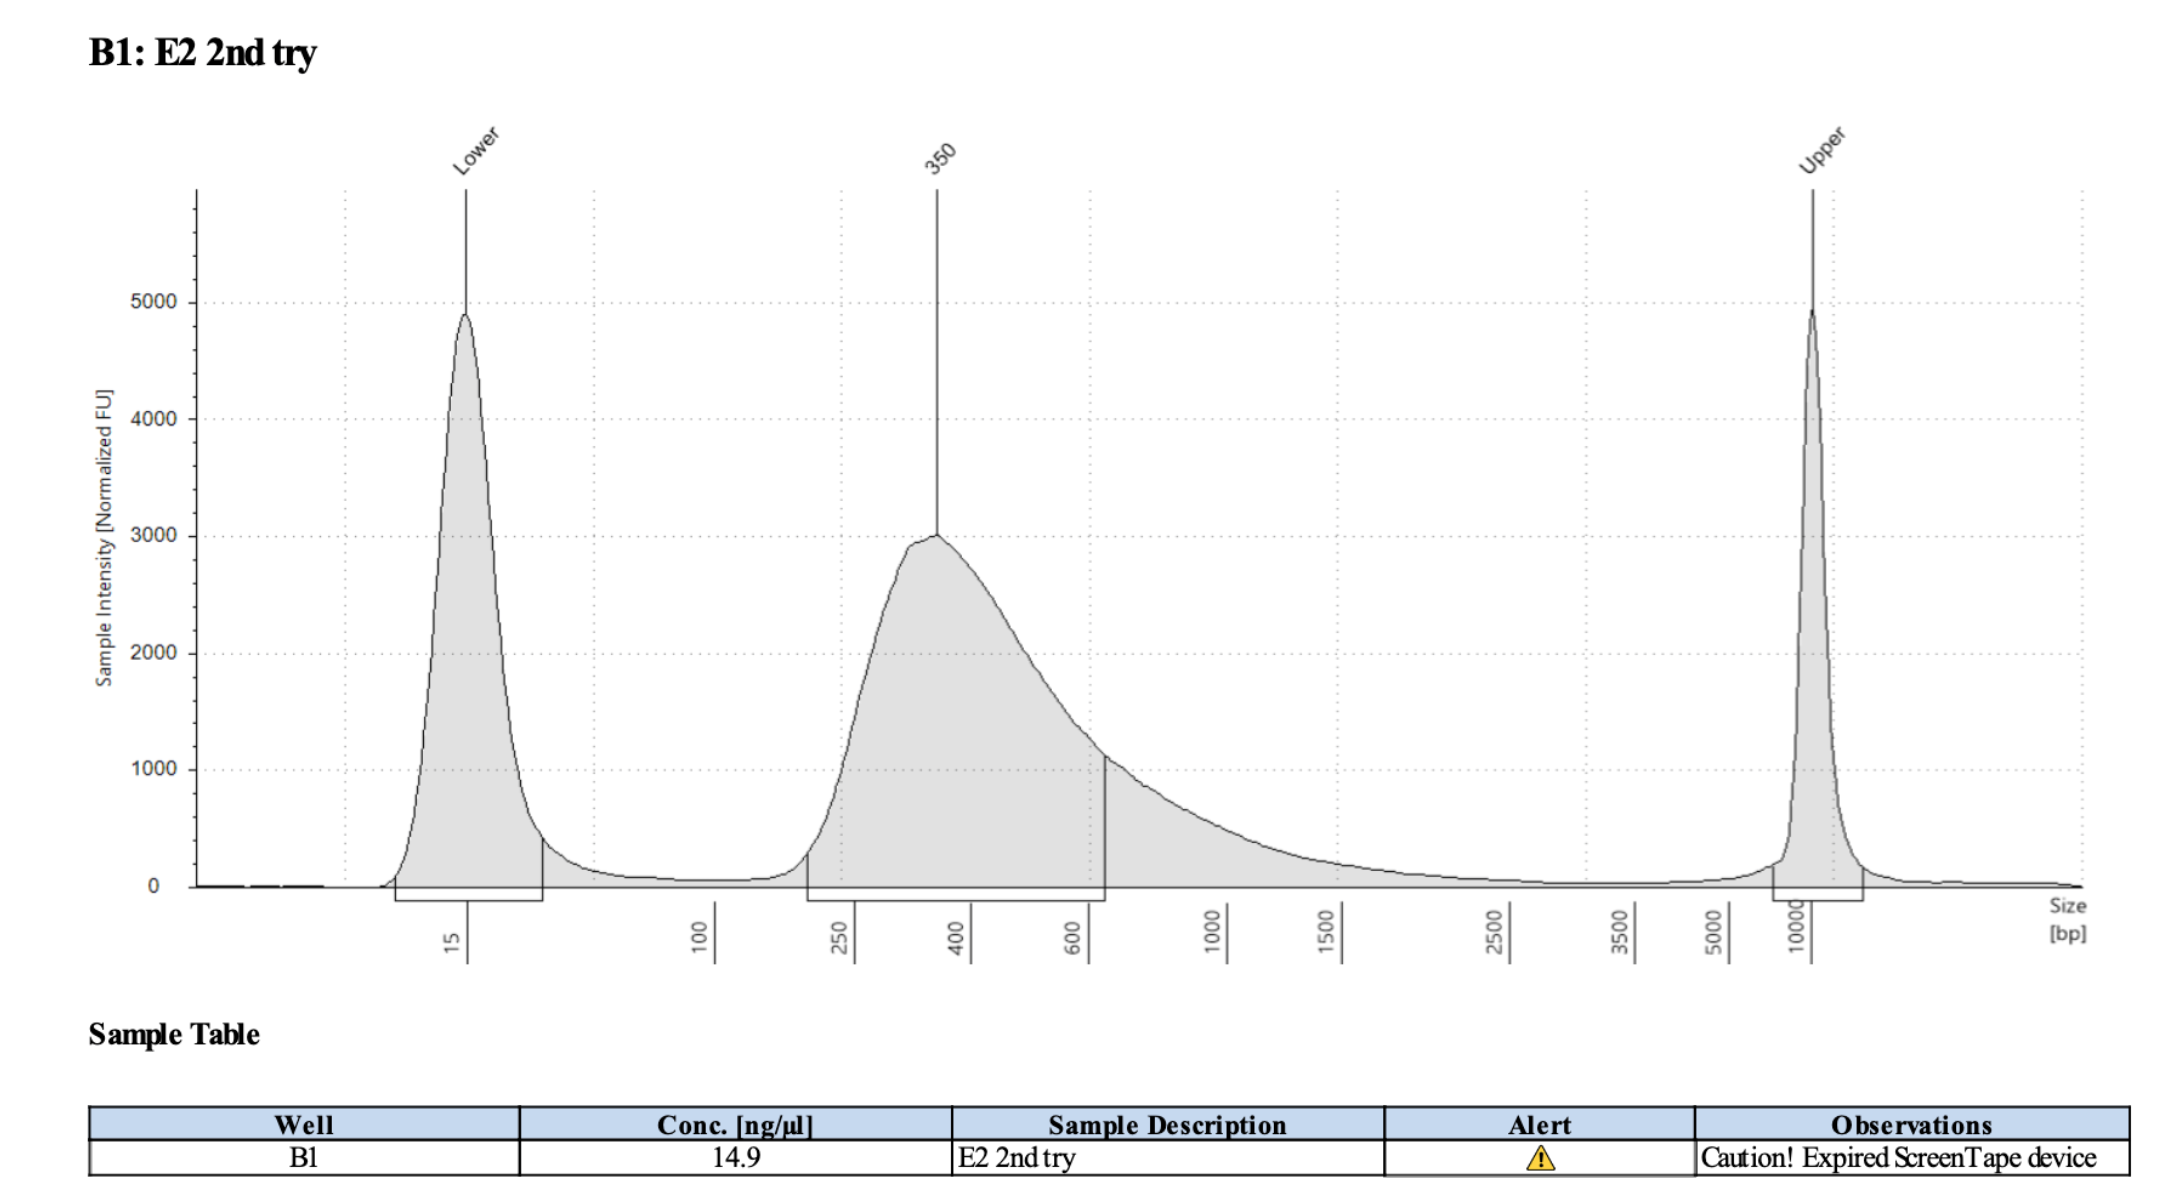 B1: E2 2nd try
Lower
350
Upper
Sample Intensity [Normalized FU]
5000
4000
3000
2000
1000
0
15
100
250
400
600
1000
1500
2500
3500
5000
10000
Size
[bp]
Sample Table
Well Conc. [ng/µl] Sample Description Alert Observations
B1 14.9 E2 2nd try Caution! Expired ScreenTape device